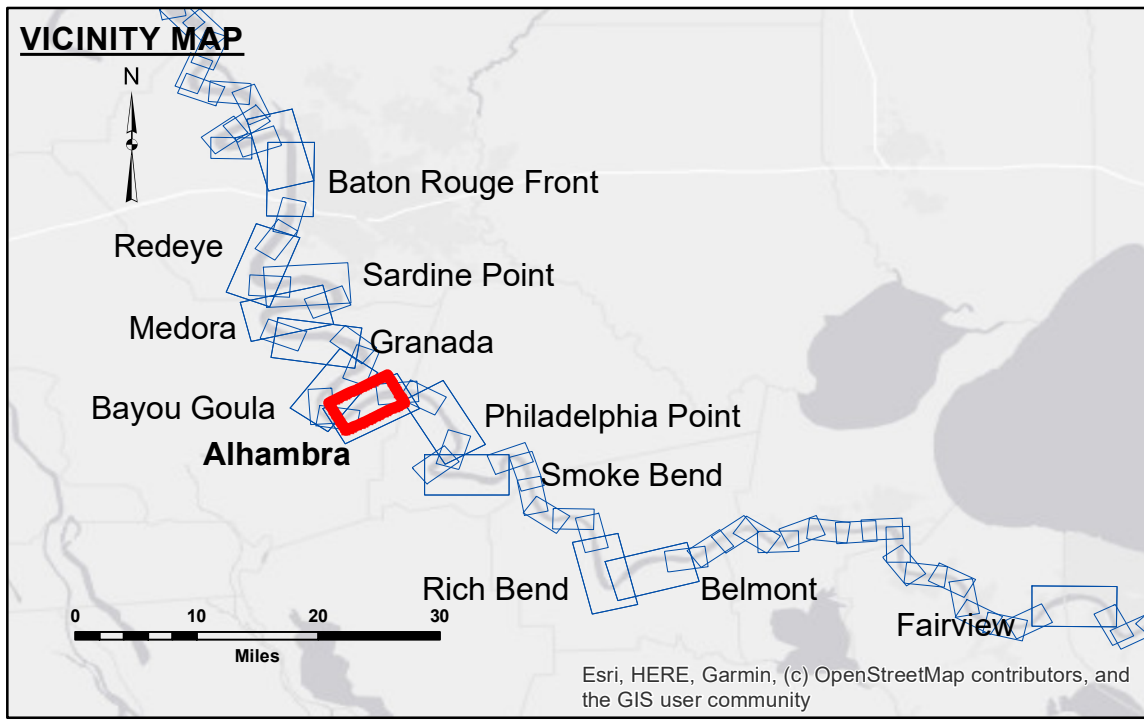 VICINITY MAP
N
Baton Rouge Front
Redeye
Sardine Point
Medora
Granada
Bayou Goula
Philadelphia Point
Alhambra
Smoke Bend
Rich Bend
Belmont
Fairview
0 10 20 30
Miles
Esri, HERE, Garmin, (c) OpenStreetMap contributors, and
the GIS user community